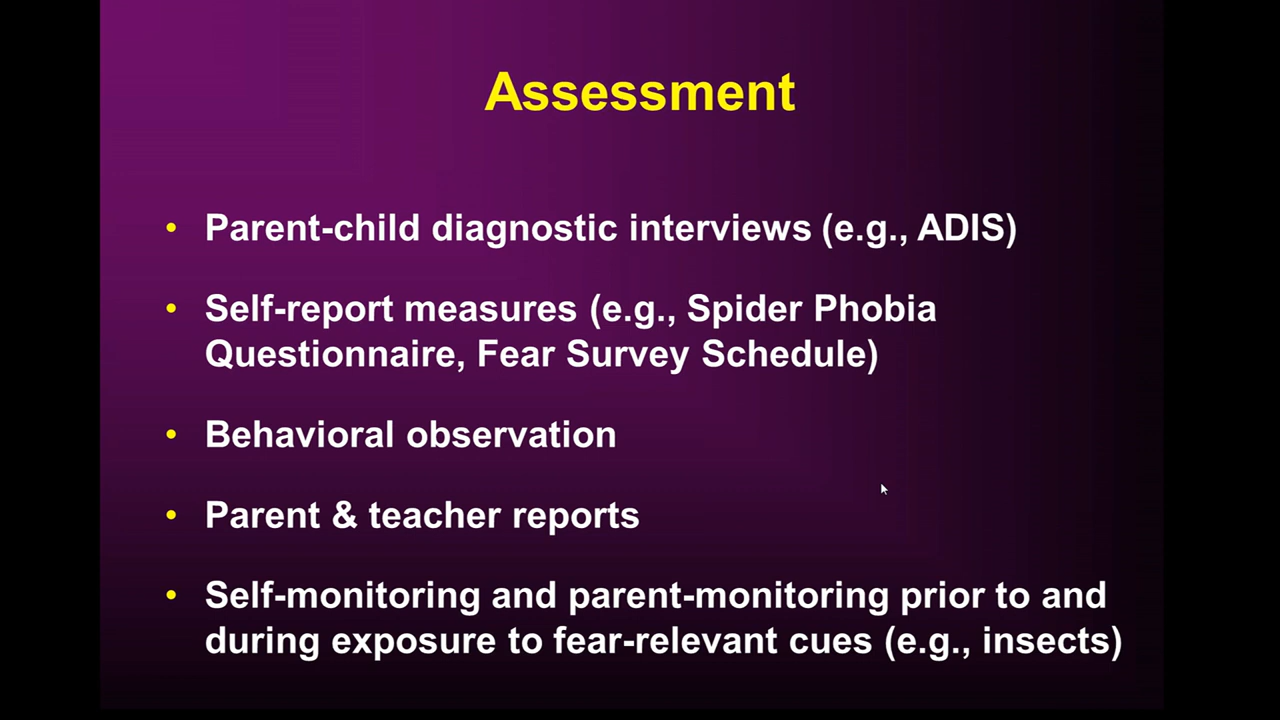 Assessment
• Parent-child diagnostic interviews (e.g., ADIS)
• Self-report measures (e.g., Spider Phobia
Questionnaire, Fear Survey Schedule)
• Behavioral observation
• Parent & teacher reports
• Self-monitoring and parent-monitoring prior to and
during exposure to fear-relevant cues (e.g., insects)